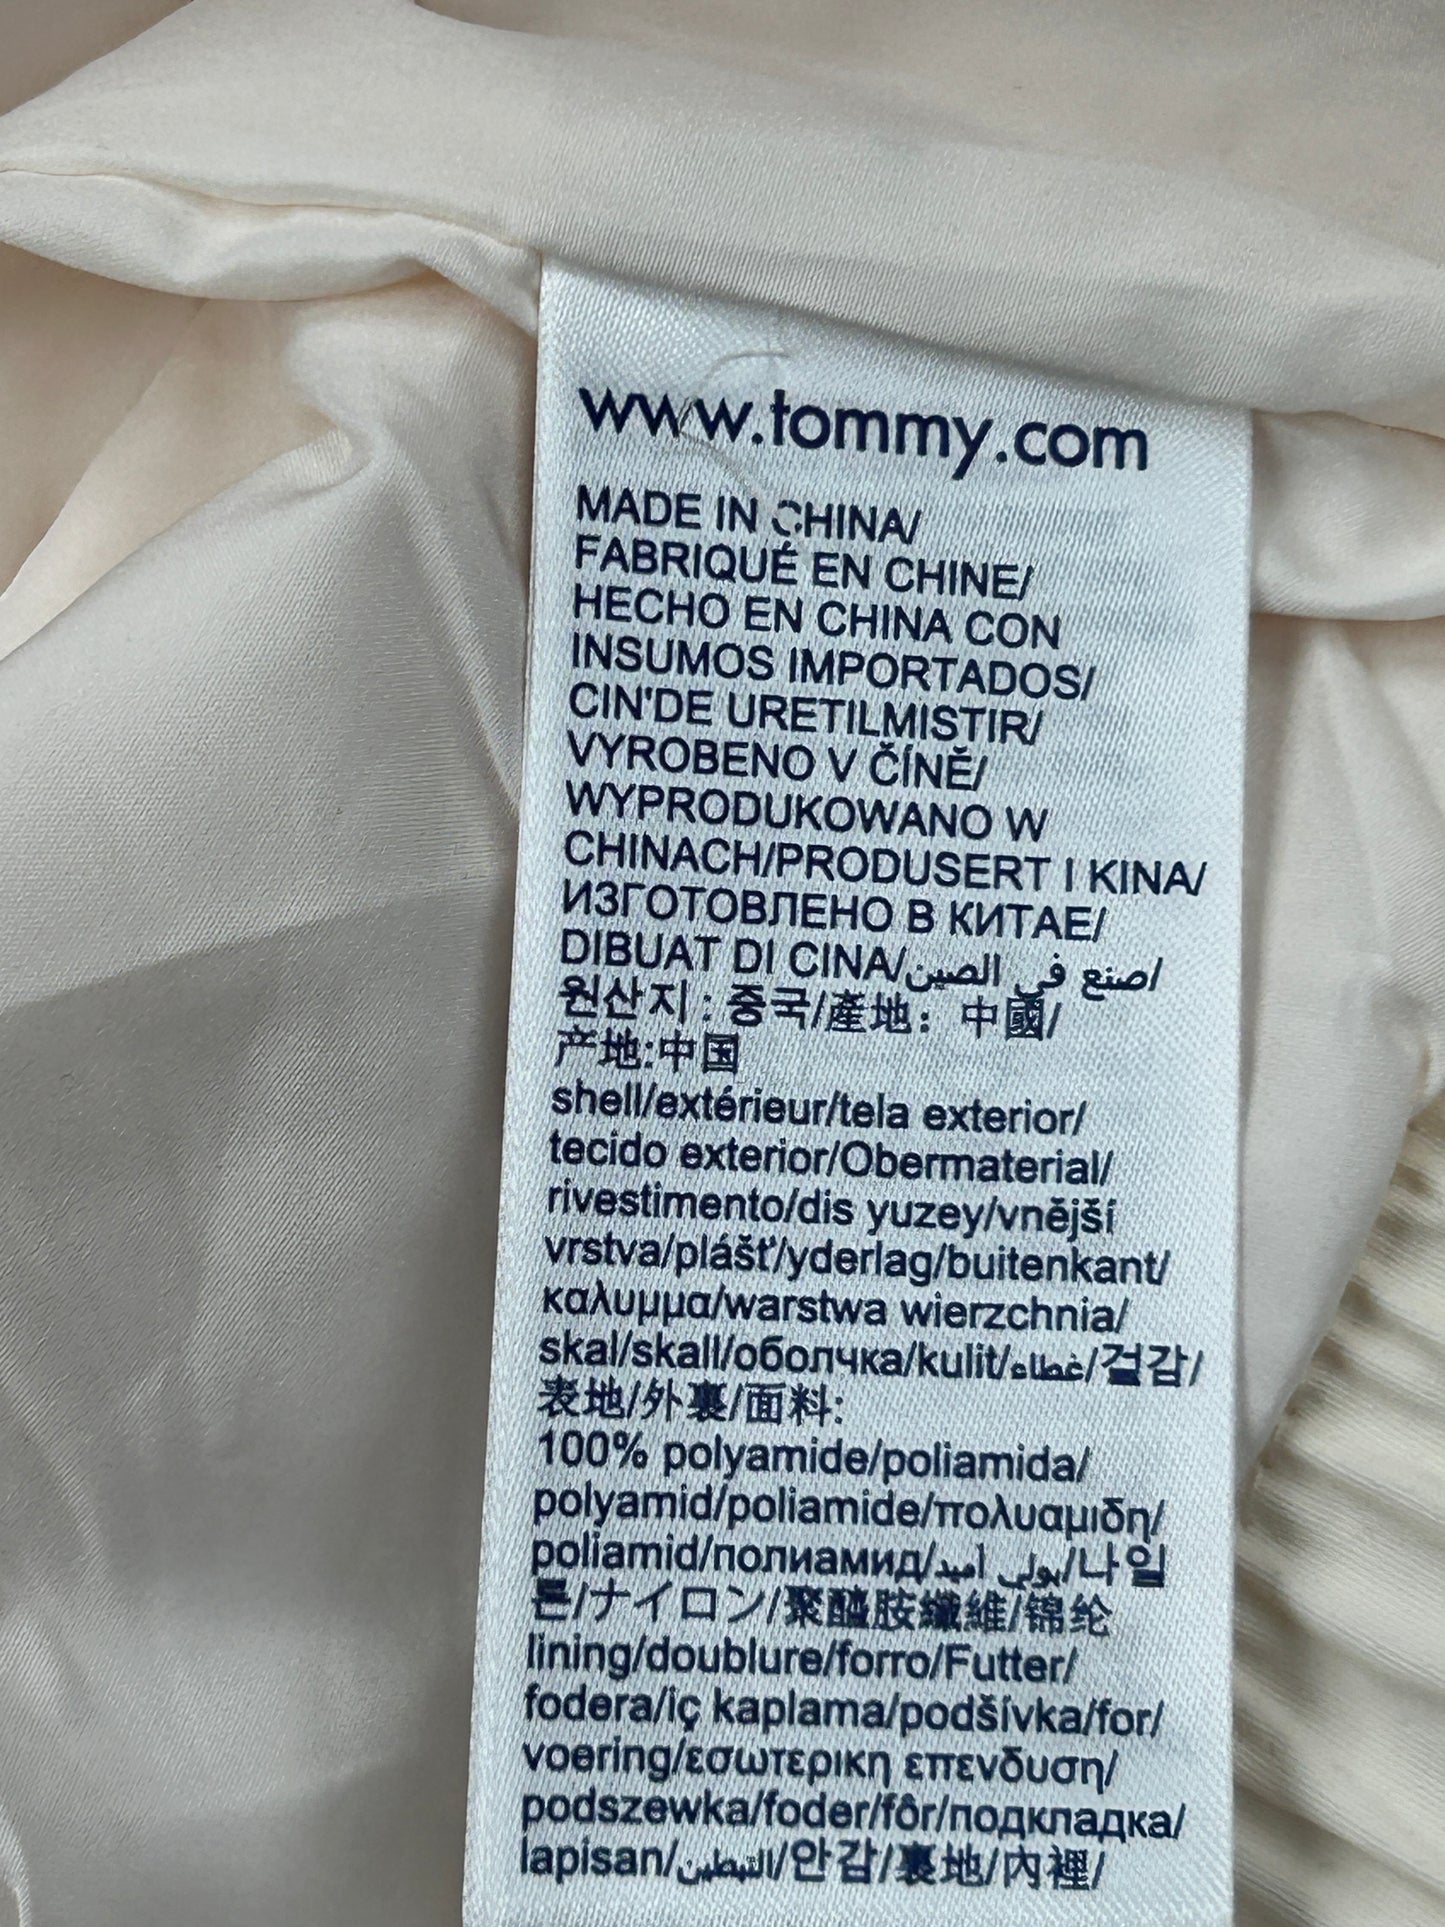 www.tommy.com
MADE IN CHINA/
FABRIQUÉ EN CHINE/
HECHO EN CHINA CON
INSUMOS IMPORTADOS/
CIN'DE URETILMISTIR/
VYROBENO V ČÍNĚ/
WYPRODUKOWANO W
CHINACH/PRODUSERT I KINA/
ИЗГОТОВЛЕНО В КИТАЕ/
DIBUAT DI CINA/صنع في الصين/
원산지 : 중국/產地：中國/
产地:中国
shell/extérieur/tela exterior/
tecido exterior/Obermaterial/
rivestimento/dis yuzey/vnější
vrstva/plášť/yderlag/buitenkant/
καλυμμα/warstwa wierzchnia/
skal/skall/оболчка/kulit/غطاء/겉감/
表地/外裏/面料:
100% polyamide/poliamida/
polyamid/poliamide/πολυαμιδη/
poliamid/полиамид/بولي اميد/나일
론/ナイロン/聚醯胺纖維/锦纶
lining/doublure/forro/Futter/
fodera/iç kaplama/podšívka/for/
voering/εσωτερικη επενδυση/
podszewka/foder/fôr/подкладка/
lapisan/التبطين/안감/裏地/內裡/